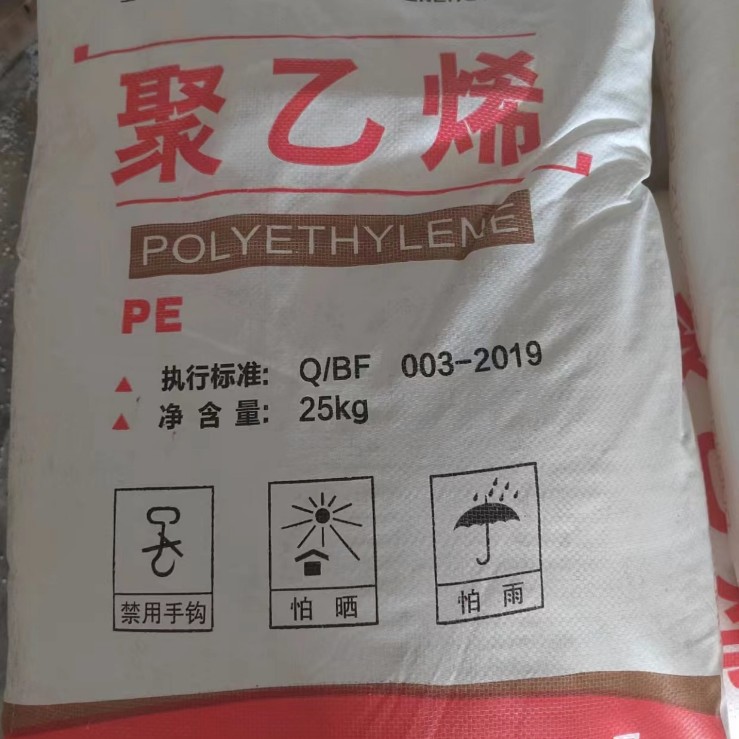 聚乙烯
POLYETHYLENE
PE
▲ 执行标准: Q/BF 003-2019
▲ 净含量: 25kg
禁用手钩
怕晒
怕雨